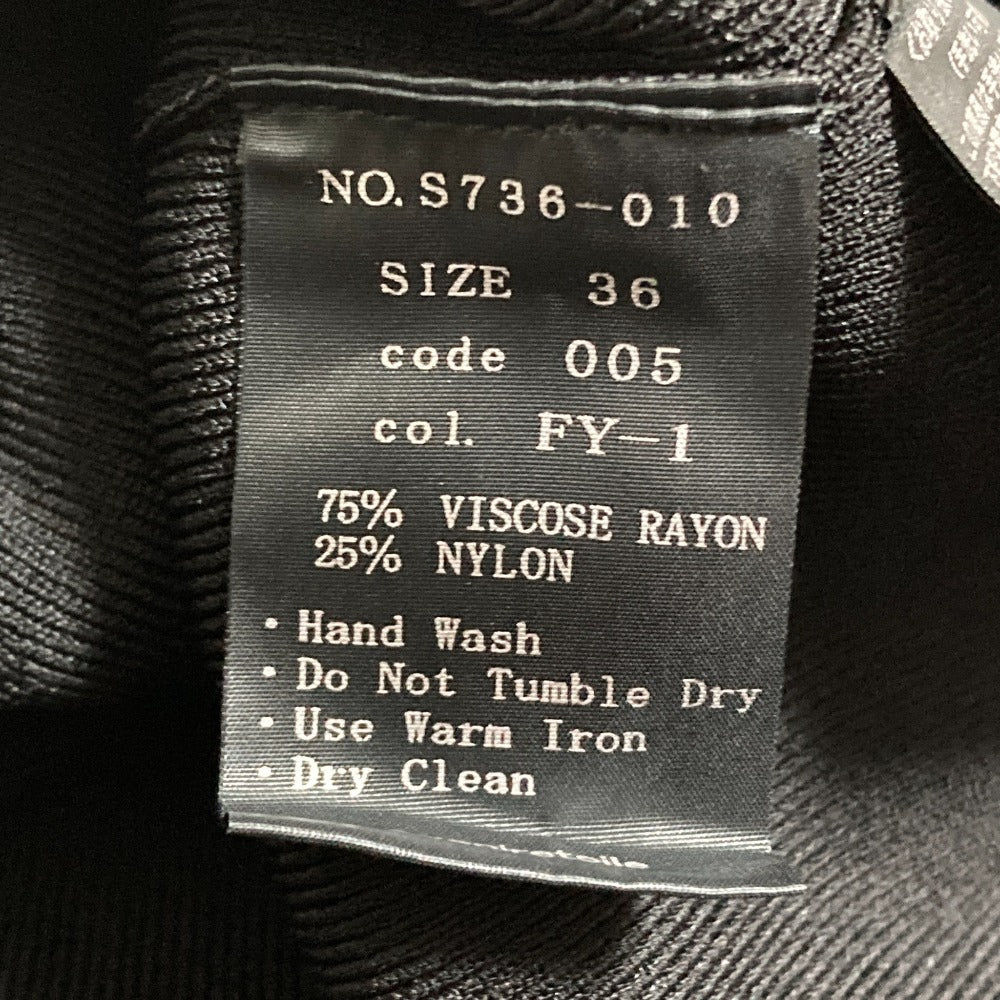 NO. S736-010
SIZE 36
code 005
col. FY-1
75% VISCOSE RAYON
25% NYLON
・Hand Wash
・Do Not Tumble Dry
・Use Warm Iron
・Dry Clean